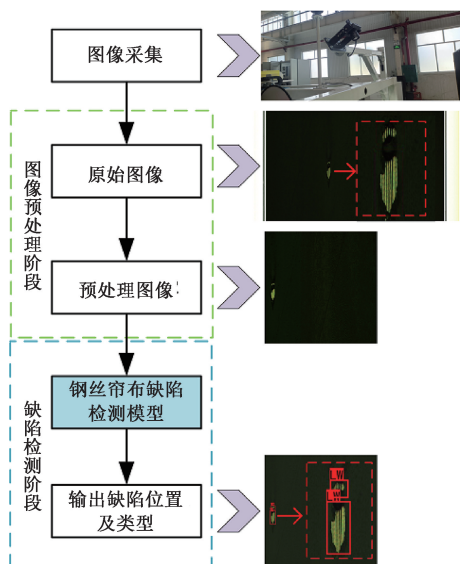 图像采集
图像预处理阶段
原始图像
预处理图像
缺陷检测阶段
钢丝帘布缺陷
检测模型
输出缺陷位置
及类型